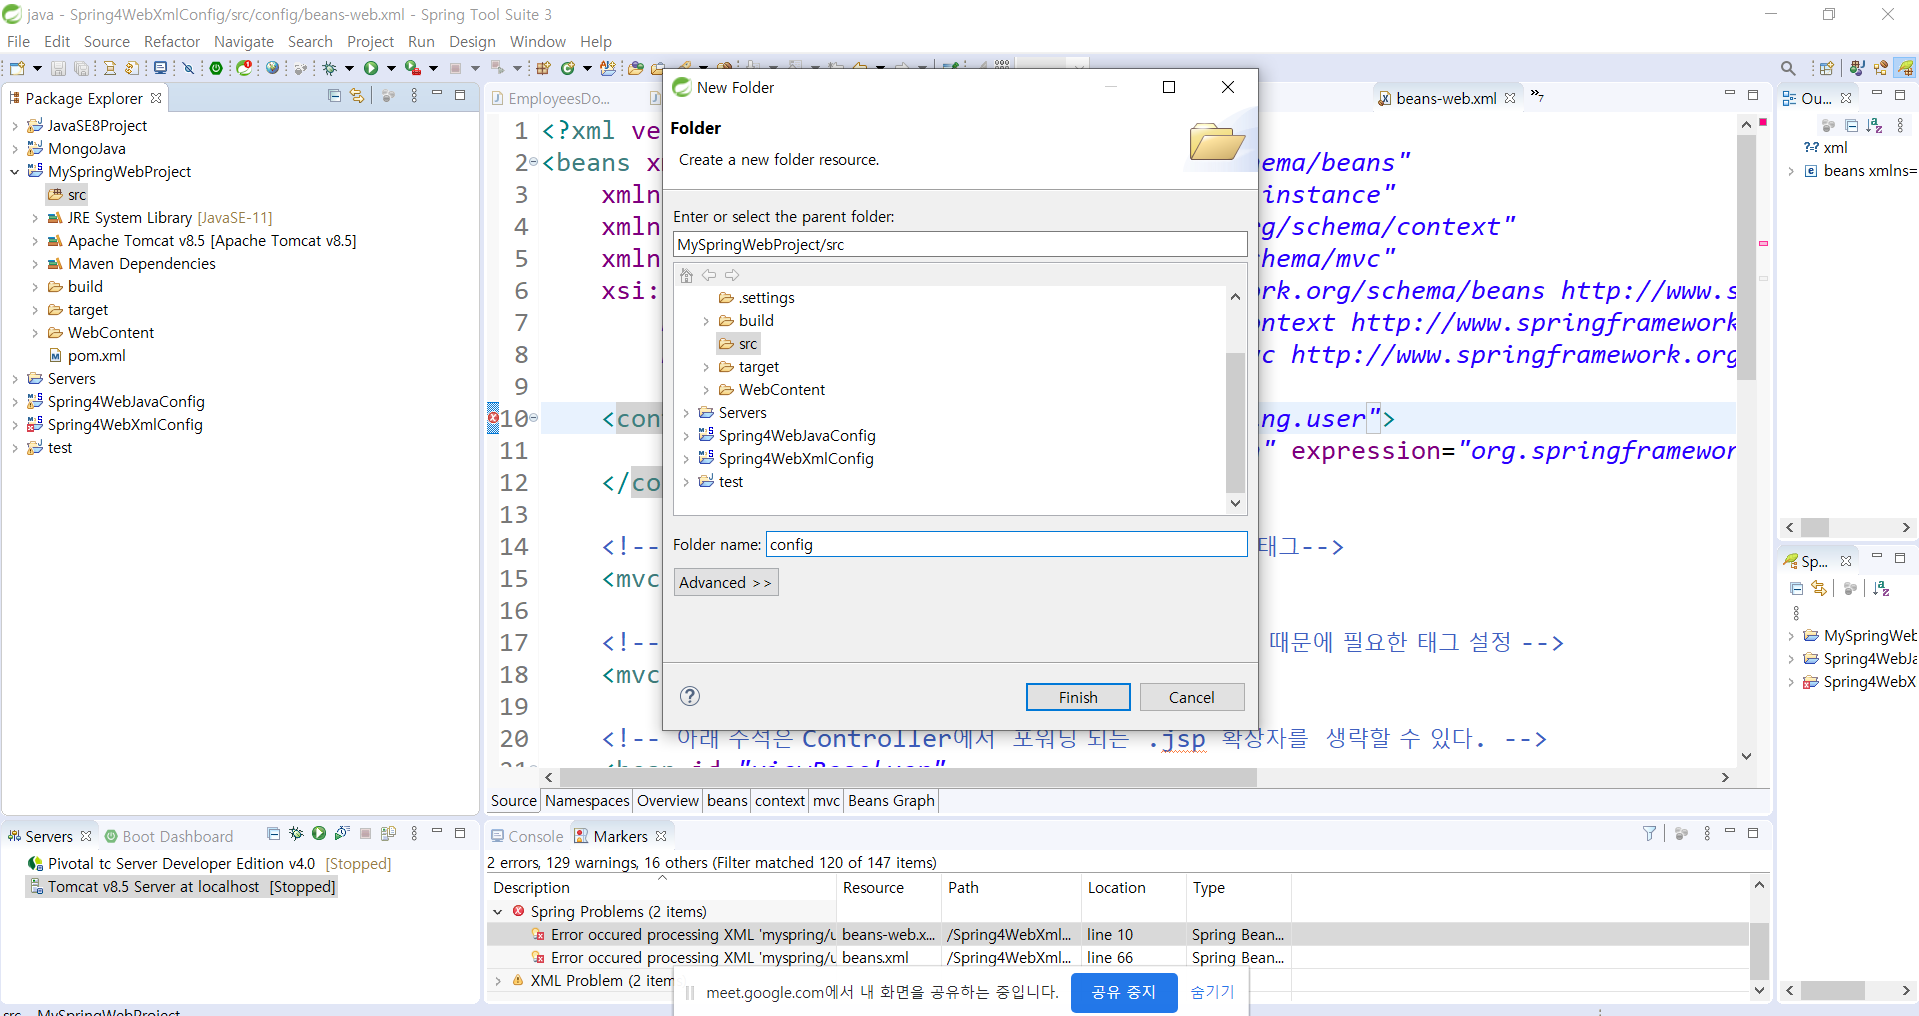 java - Spring4WebXmlConfig/src/config/beans-web.xml - Spring Tool Suite 3
File Edit Source Refactor Navigate Search Project Run Design Window Help
Package Explorer
JavaSE8Project
MongoJava
MySpringWebProject
src
JRE System Library [JavaSE-11]
Apache Tomcat v8.5 [Apache Tomcat v8.5]
Maven Dependencies
build
target
WebContent
pom.xml
Servers
Spring4WebJavaConfig
Spring4WebXmlConfig
test
EmployeesDo...
beans-web.xml
7
1 <?xml ve
2 <beans x
ema/beans"
3 xmln
instance"
4 xmln
g/schema/context"
5 xmln
hema/mvc"
6 xsi:
rk.org/schema/beans http://www.s
7
ntext http://www.springframework
8
c http://www.springframework.org
9
10 <con
ng.user">
11
" expression="org.springframewor
12 </co
13
14 <!--
태그-->
15 <mvc
16
17 <!--
때문에 필요한 태그 설정 -->
18 <mvc
19
20 <!-- 아래 주석은 Controller에서 포워딩 되는 .jsp 확장자를 생략할 수 있다. -->
21 <bean id="viewResolver"
Source Namespaces Overview beans context mvc Beans Graph
New Folder
Folder
Create a new folder resource.
Enter or select the parent folder:
MySpringWebProject/src
.settings
build
src
target
WebContent
Servers
Spring4WebJavaConfig
Spring4WebXmlConfig
test
Folder name: config
Advanced >>
Finish Cancel
Ou...
xml
beans xmlns=
Sp...
MySpringWeb
Spring4WebJa
Spring4WebX
Servers Boot Dashboard
Pivotal tc Server Developer Edition v4.0 [Stopped]
Tomcat v8.5 Server at localhost [Stopped]
Console Markers
2 errors, 129 warnings, 16 others (Filter matched 120 of 147 items)
Description Resource Path Location Type
Spring Problems (2 items)
Error occured processing XML 'myspring/u beans-web.x... /Spring4WebXml... line 10 Spring Bean...
Error occured processing XML 'myspring/u beans.xml /Spring4WebXml... line 66 Spring Bean...
XML Problem (2 item
meet.google.com에서 내 화면을 공유하는 중입니다. 공유 중지 숨기기
src - MySpringWebProject